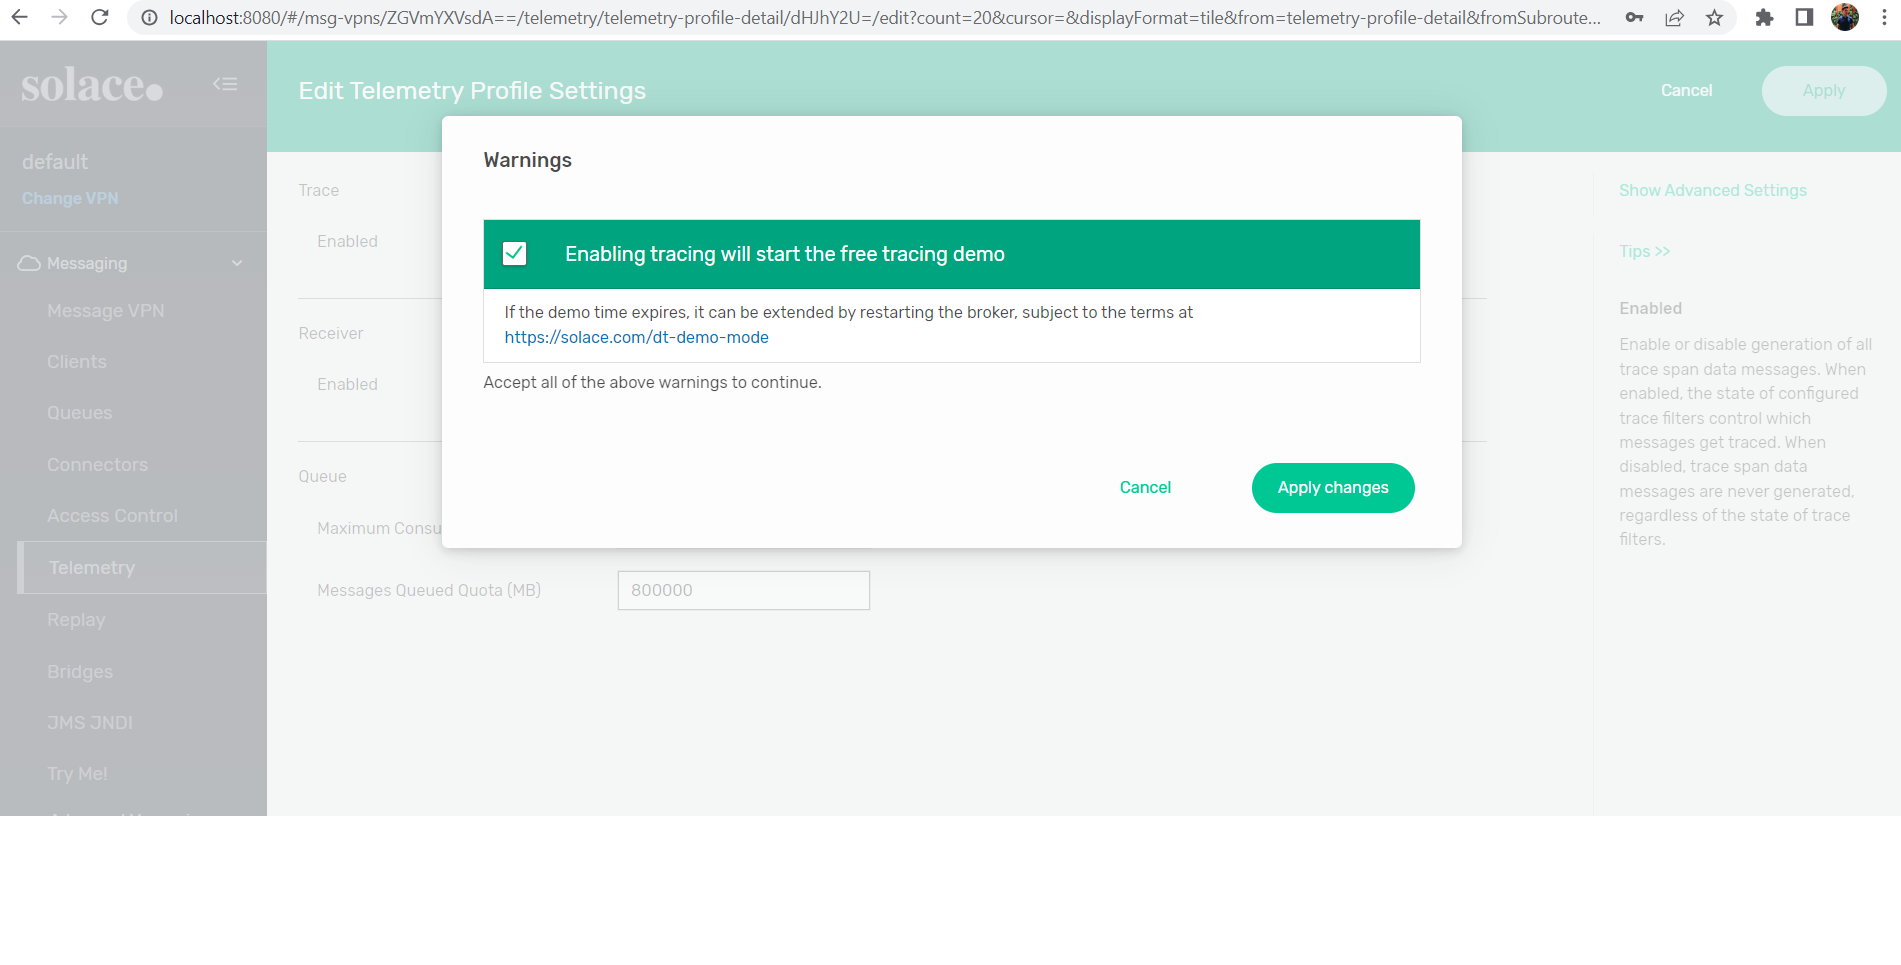 localhost:8080/#/msg-vpns/ZGVmYXVsdA==/telemetry/telemetry-profile-detail/dHJhY2U=/edit?count=20&cursor=&displayFormat=tile&from=telemetry-profile-detail&fromSubroute...
solace.
Edit Telemetry Profile Settings
Cancel
Apply
default
Change VPN
Messaging
Message VPN
Clients
Queues
Connectors
Access Control
Telemetry
Replay
Bridges
JMS JNDI
Try Me!
Trace
Enabled
Receiver
Enabled
Queue
Maximum Consu
Messages Queued Quota (MB)
800000
Warnings
Enabling tracing will start the free tracing demo
If the demo time expires, it can be extended by restarting the broker, subject to the terms at
https://solace.com/dt-demo-mode
Accept all of the above warnings to continue.
Cancel
Apply changes
Show Advanced Settings
Tips >>
Enabled
Enable or disable generation of all
trace span data messages. When
enabled, the state of configured
trace filters control which
messages get traced. When
disabled, trace span data
messages are never generated,
regardless of the state of trace
filters.